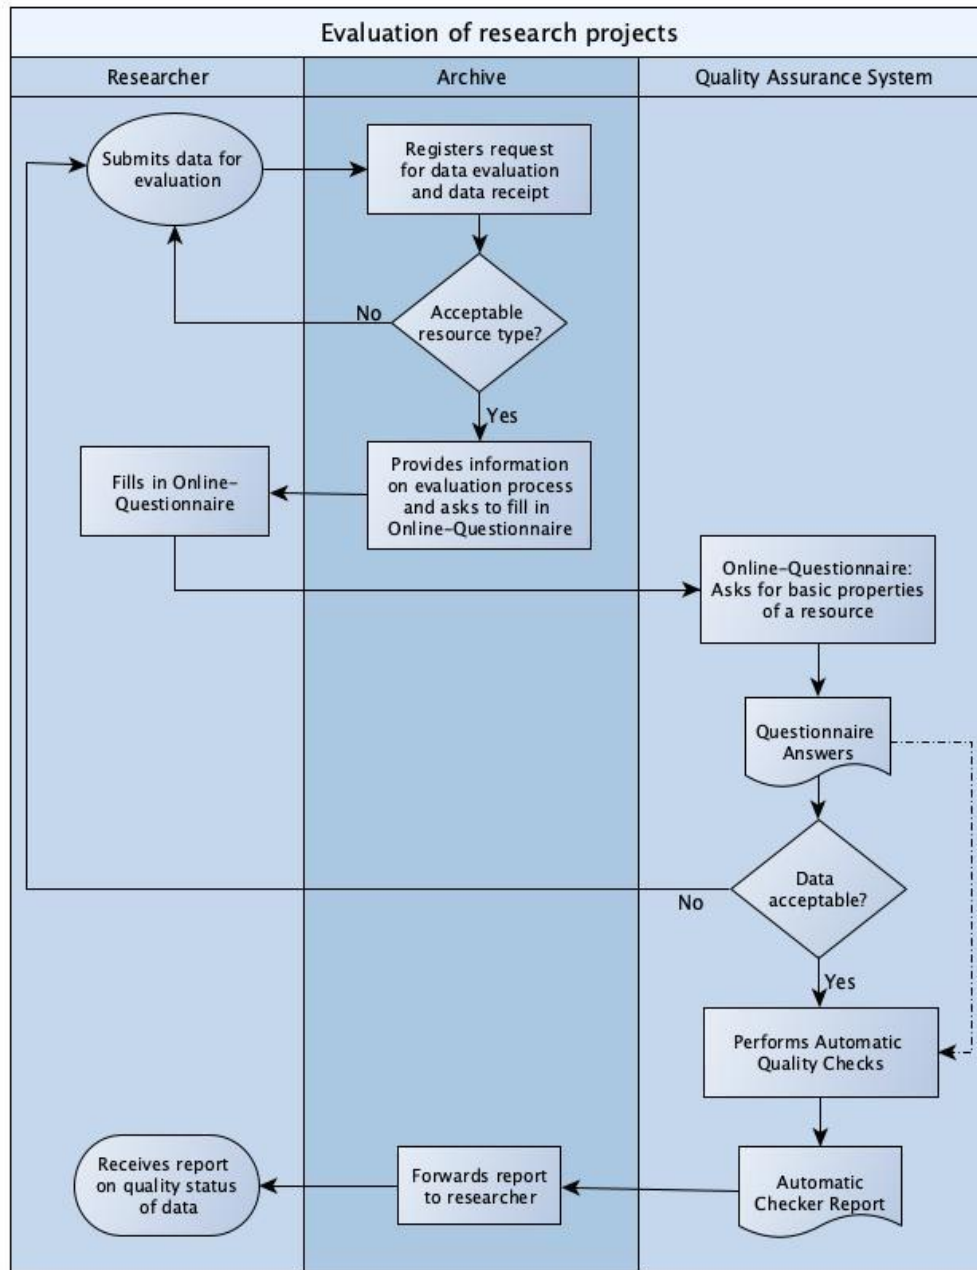 Evaluation of research projects
Researcher
Archive
Quality Assurance System
Submits data for
evaluation
Registers request
for data evaluation
and data receipt
No
Acceptable
resource type?
Yes
Fills in Online-
Questionnaire
Provides information
on evaluation process
and asks to fill in
Online-Questionnaire
Online-Questionnaire:
Asks for basic properties
of a resource
Questionnaire
Answers
Data
acceptable?
No
Yes
Performs Automatic
Quality Checks
Receives report
on quality status
of data
Forwards report
to researcher
Automatic
Checker Report